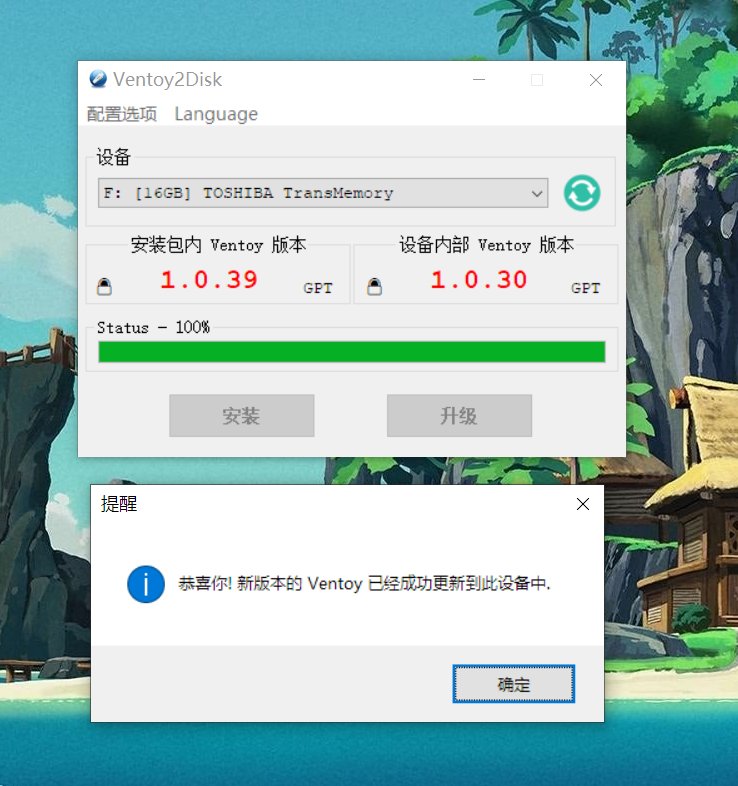 Ventoy2Disk
配置选项 Language
设备
F: [16GB] TOSHIBA TransMemory
安装包内 Ventoy 版本 设备内部 Ventoy 版本
1.0.39 GPT 1.0.30 GPT
Status - 100%
安装 升级
提醒
恭喜你! 新版本的 Ventoy 已经成功更新到此设备中.
确定